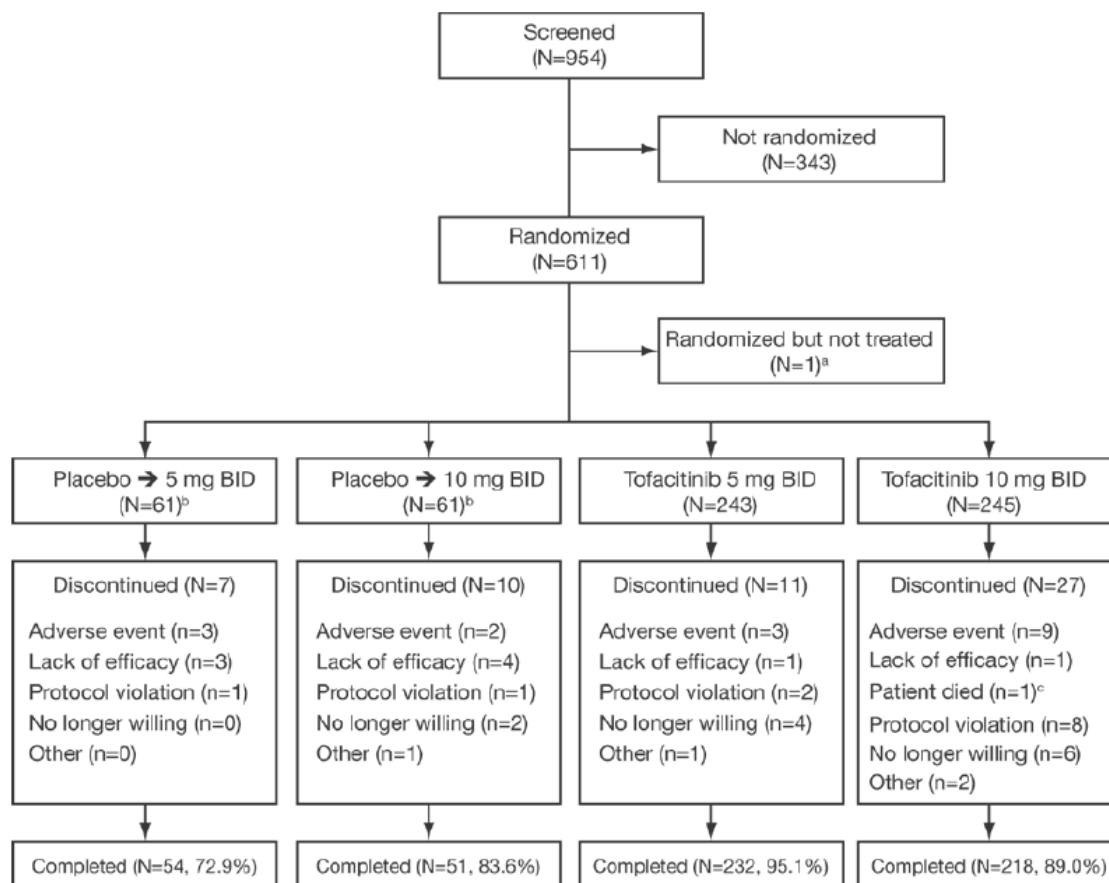 Screened
(N=954)
Not randomized
(N=343)
Randomized
(N=611)
Randomized but not treated
(N=1)ᵃ
Placebo ➔ 5 mg BID
(N=61)ᵇ
Placebo ➔ 10 mg BID
(N=61)ᵇ
Tofacitinib 5 mg BID
(N=243)
Tofacitinib 10 mg BID
(N=245)
Discontinued (N=7)
Adverse event (n=3)
Lack of efficacy (n=3)
Protocol violation (n=1)
No longer willing (n=0)
Other (n=0)
Discontinued (N=10)
Adverse event (n=2)
Lack of efficacy (n=4)
Protocol violation (n=1)
No longer willing (n=2)
Other (n=1)
Discontinued (N=11)
Adverse event (n=3)
Lack of efficacy (n=1)
Protocol violation (n=2)
No longer willing (n=4)
Other (n=1)
Discontinued (N=27)
Adverse event (n=9)
Lack of efficacy (n=1)
Patient died (n=1)ᶜ
Protocol violation (n=8)
No longer willing (n=6)
Other (n=2)
Completed (N=54, 72.9%)
Completed (N=51, 83.6%)
Completed (N=232, 95.1%)
Completed (N=218, 89.0%)